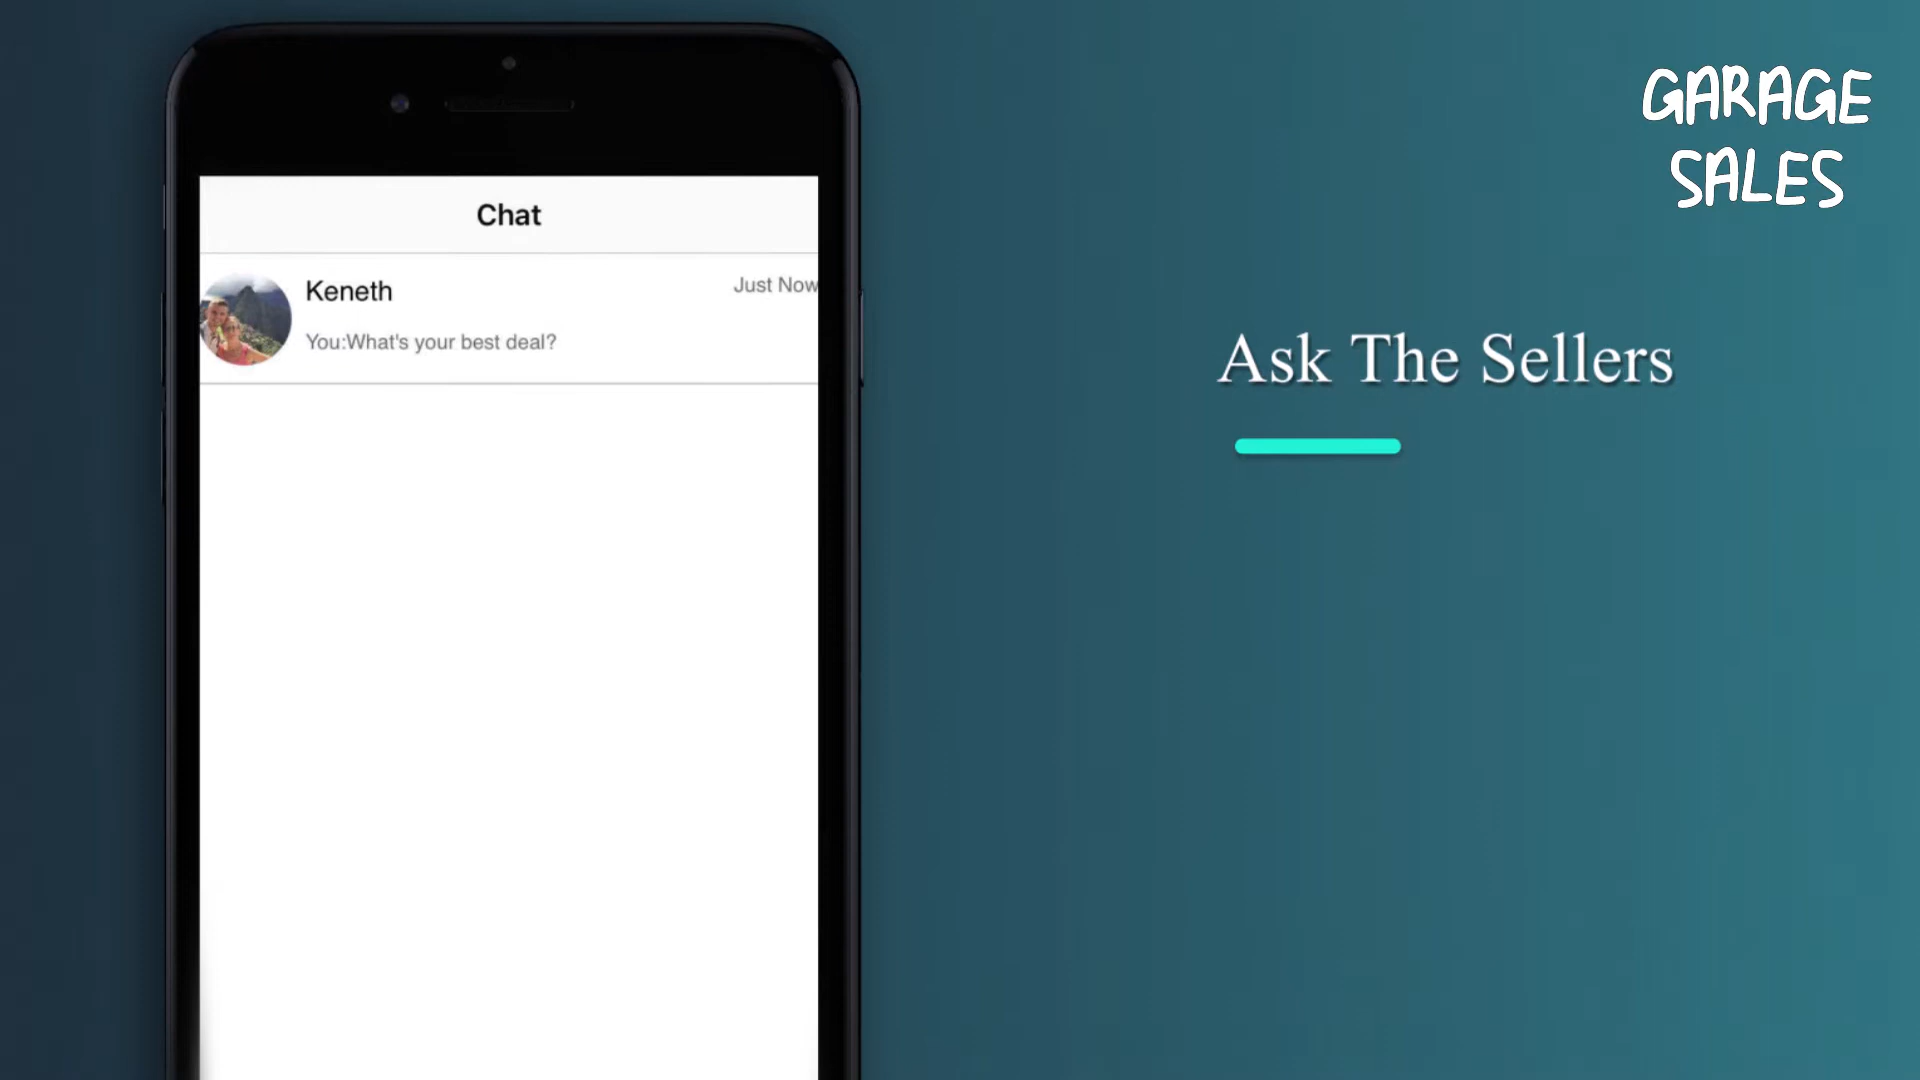 GARAGE
SALES
Chat
Keneth
Just Now
You:What's your best deal?
Ask The Sellers